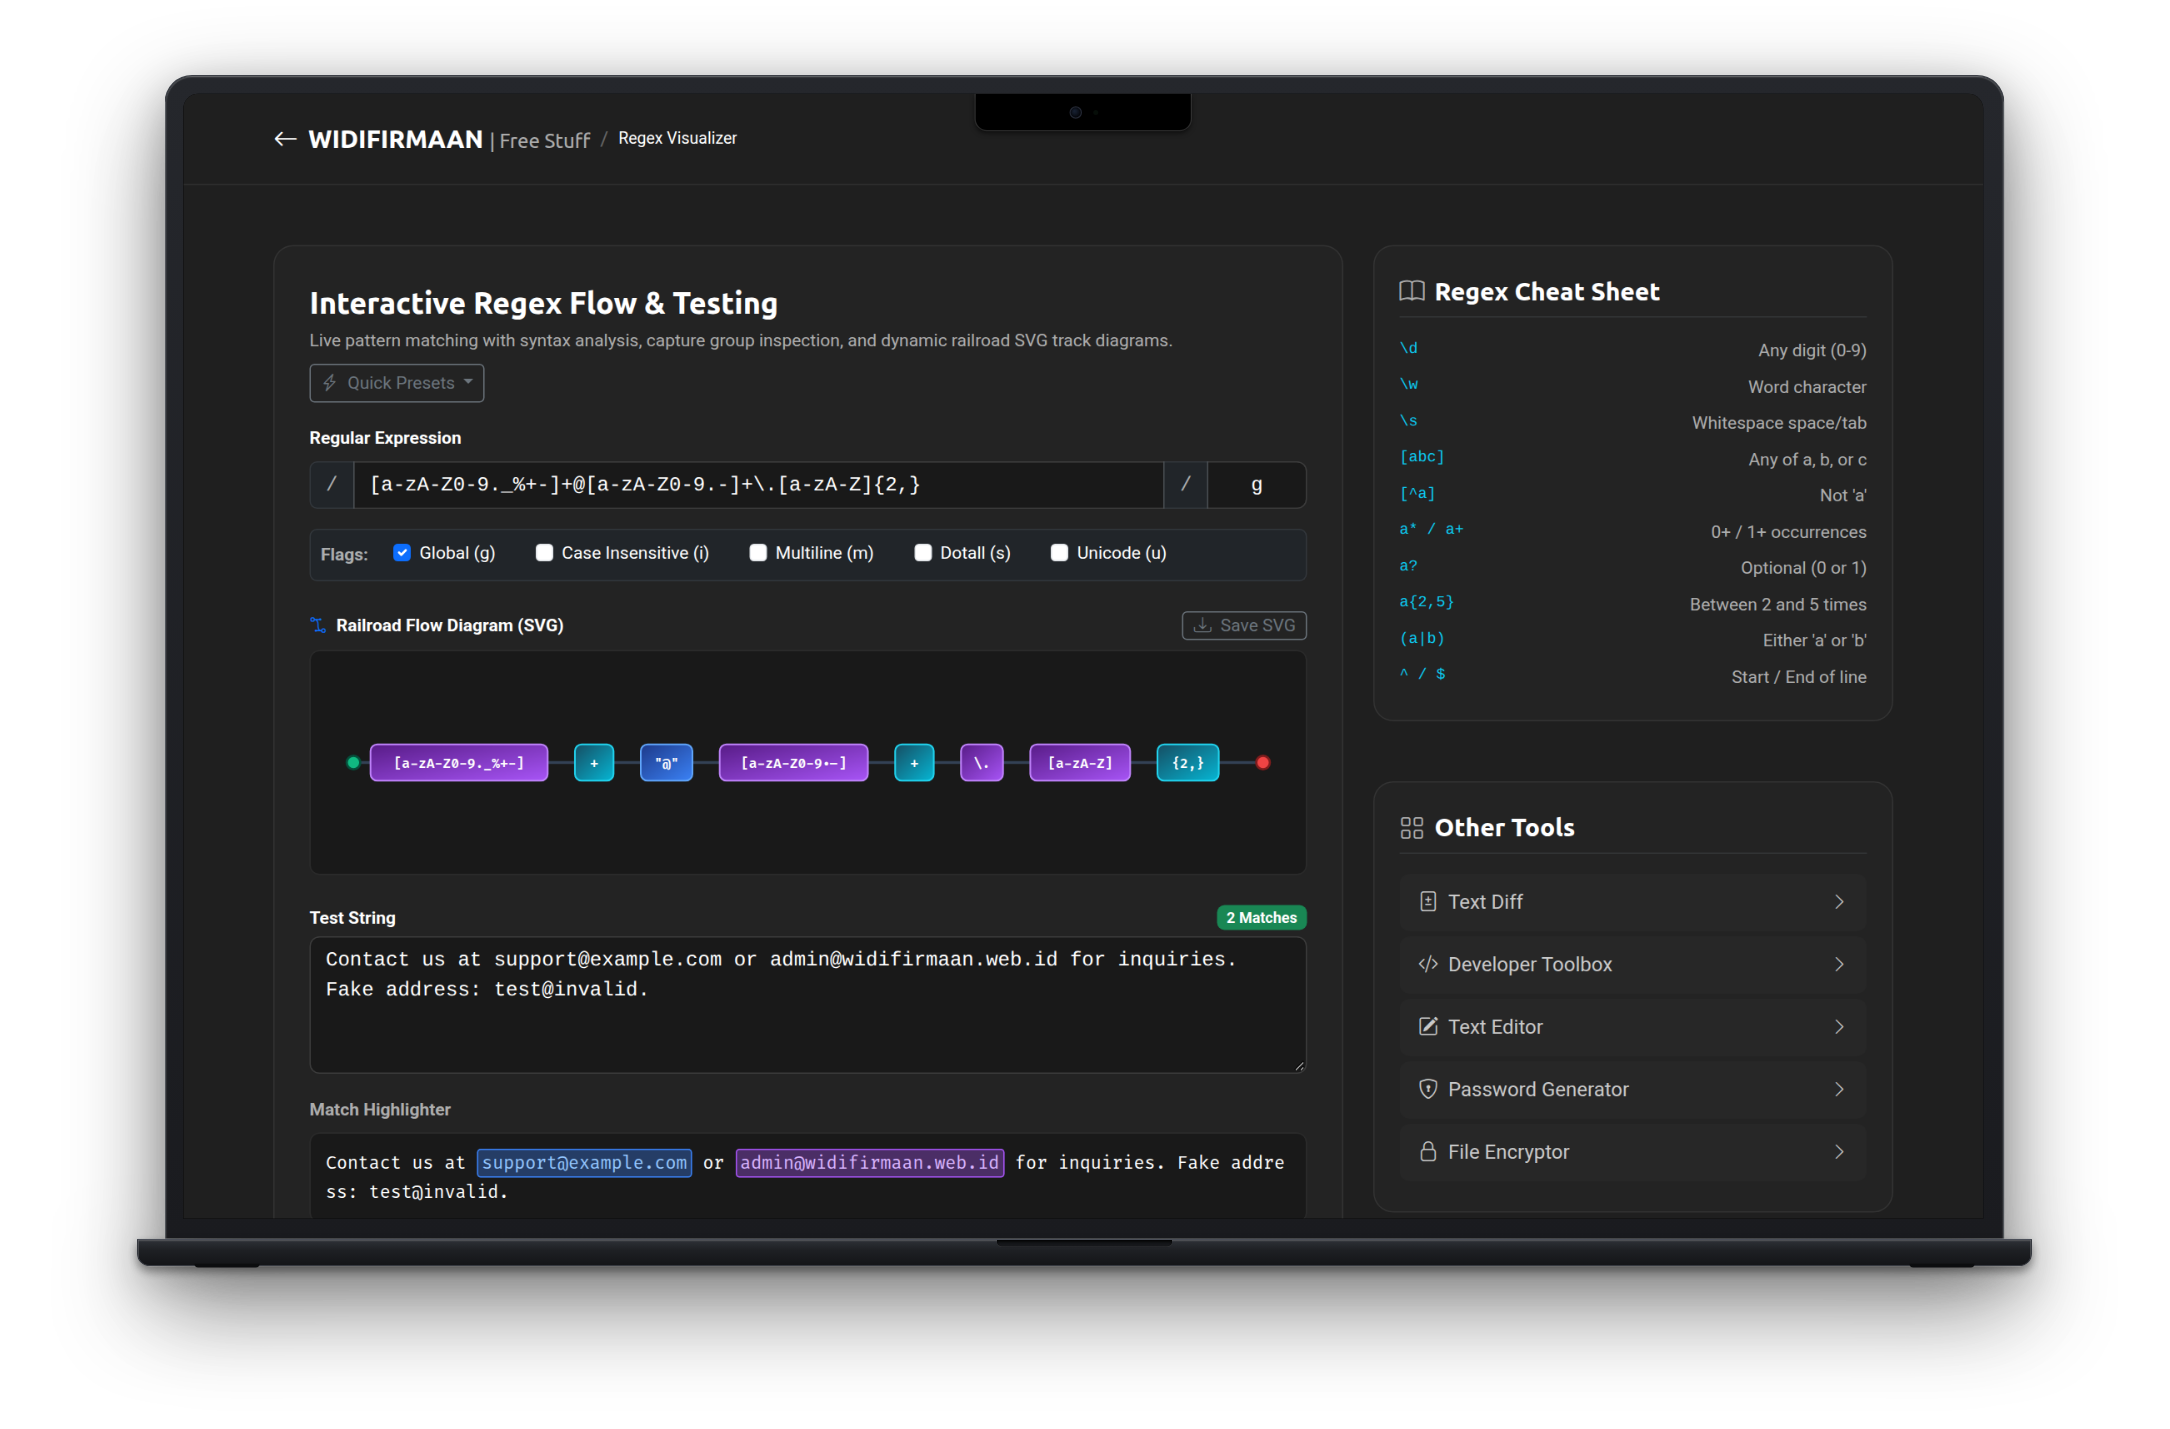 WIDIFIRMAAN | Free Stuff / Regex Visualizer
Interactive Regex Flow & Testing
Live pattern matching with syntax analysis, capture group inspection, and dynamic railroad SVG track diagrams.
Quick Presets
Regular Expression
/ [a-zA-Z0-9._%+-]+@[a-zA-Z0-9.-]+\.[a-zA-Z]{2,} / g
Flags: Global (g) Case Insensitive (i) Multiline (m) Dotall (s) Unicode (u)
Railroad Flow Diagram (SVG) Save SVG
[a-zA-Z0-9._%+-] + "@" [a-zA-Z0-9.-] + \. [a-zA-Z] {2,}
Test String 2 Matches
Contact us at support@example.com or admin@widifirmaan.web.id for inquiries.
Fake address: test@invalid.
Match Highlighter
Contact us at support@example.com or admin@widifirmaan.web.id for inquiries. Fake addre
ss: test@invalid.
Regex Cheat Sheet
\d Any digit (0-9)
\w Word character
\s Whitespace space/tab
[abc] Any of a, b, or c
[^a] Not 'a'
a* / a+ 0+ / 1+ occurrences
a? Optional (0 or 1)
a{2,5} Between 2 and 5 times
(a|b) Either 'a' or 'b'
^ / $ Start / End of line
Other Tools
Text Diff
Developer Toolbox
Text Editor
Password Generator
File Encryptor